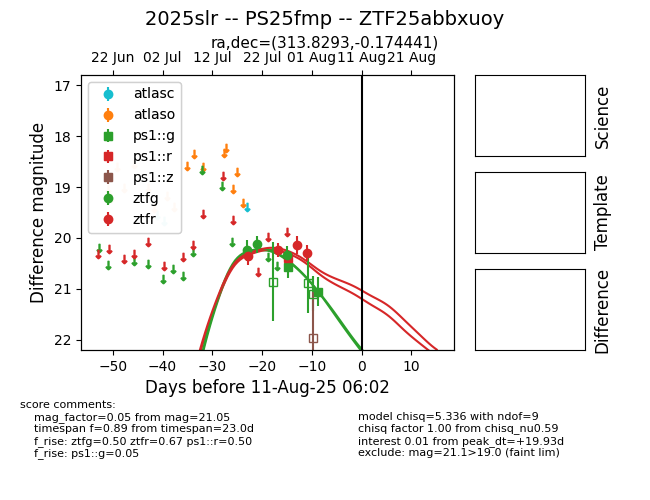 2025slr -- PS25fmp -- ZTF25abbxuoy
ra,dec=(313.8293,-0.174441)
22 Jun 02 Jul 12 Jul 22 Jul 01 Aug 11 Aug 21 Aug
17
18
19
20
21
22
Difference magnitude
atlasc
atlaso
ps1::g
ps1::r
ps1::z
ztfg
ztfr
−50 −40 −30 −20 −10 0 10
Days before 11-Aug-25 06:02
Science
Template
Difference
score comments:
mag_factor=0.05 from mag=21.05
timespan f=0.89 from timespan=23.0d
f_rise: ztfg=0.50 ztfr=0.67 ps1::r=0.50
f_rise: ps1::g=0.05
model chisq=5.336 with ndof=9
chisq factor 1.00 from chisq_nu0.59
interest 0.01 from peak_dt=+19.93d
exclude: mag=21.1>19.0 (faint lim)